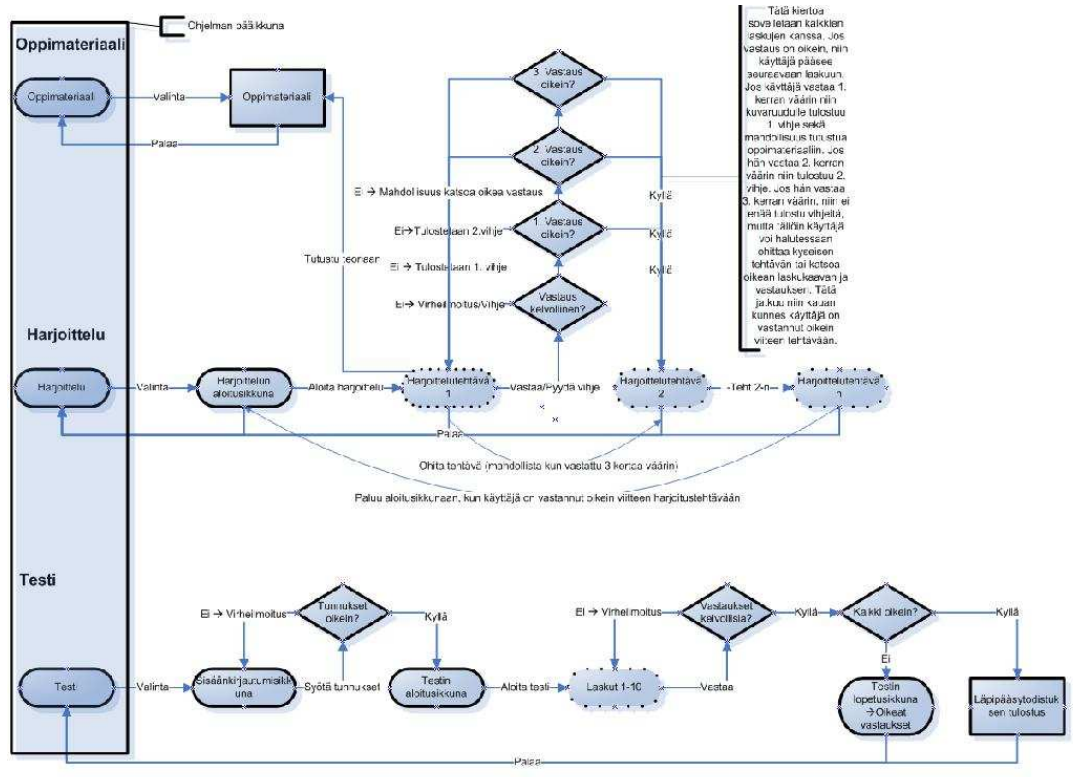 Ohjelman pääikkuna
Oppimateriaali
Oppimateriaali
Valinta
Oppimateriaali
Palaa
3. Vastaus
oikein?
2. Vastaus
oikein?
Ei → Mahdollisuus katsoa oikea vastaus
Kyllä
1. Vastaus
oikein?
Ei→Tulostetaan 2.vihje
Kyllä
Tutustu teoriaan
Ei → Tulostetaan 1. vihje
Kyllä
Ei→ Virheilmoitus/Vihje
Vastaus
kelvollinen?
Tätä kiertoa
sovelletaan kaikkien
laskujen kanssa. Jos
vastaus on oikein, niin
käyttäjä pääsee
seuraavaan laskuun.
Jos käyttäjä vastaa 1.
kerran väärin niin
kuvaruudulle tulostuu
1. vihje sekä
mahdollisuus tutustua
oppimateriaaliin. Jos
hän vastaa 2. kerran
väärin niin tulostuu 2.
vihje. Jos hän vastaa
3. kerran väärin, niin ei
enää tulostu vihjeitä,
mutta tällöin käyttäjä
voi halutessaan
ohittaa kyseisen
tehtävän tai katsoa
oikean laskukaavan ja
vastauksen. Tätä
jatkuu niin kauan
kunnes käyttäjä on
vastannut oikein
viiteen tehtävään.
Harjoittelu
Harjoittelu
Valinta
Harjoittelun
aloitusikkuna
Aloita harjoittelu
Harjoittelutehtävä
1
Vastaa/Pyydä vihje
Harjoittelutehtävä
2
Teht 2-n
Harjoittelutehtävä
n
Palaa
Ohita tehtävä (mahdollista kun vastattu 3 kertaa väärin)
Paluu aloitusikkunaan, kun käyttäjä on vastannut oikein viiteen harjoitustehtävään
Testi
Testi
Valinta
Sisäänkirjautumisikk
una
Ei → Virheilmoitus
Syötä tunnukset
Tunnukset
oikein?
Kyllä
Testin
aloitusikkuna
Aloita testi
Laskut 1-10
Ei → Virheilmoitus
Vastaa
Vastaukset
kelvollisia?
Kyllä
Kaikki oikein?
Kyllä
Ei
Testin
lopetusikkuna
→Oikeat
vastaukset
Läpipääsytodistuk
sen tulostus
Palaa